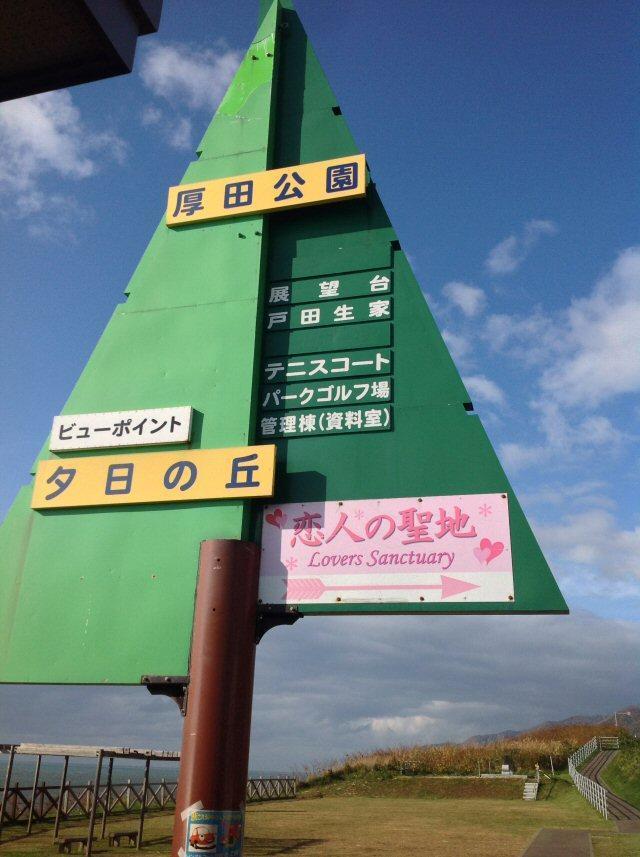 厚田公園
展望台
戸田生家
テニスコート
パークゴルフ場
管理棟(資料室)
ビューポイント
夕日の丘
恋人の聖地
Lovers Sanctuary